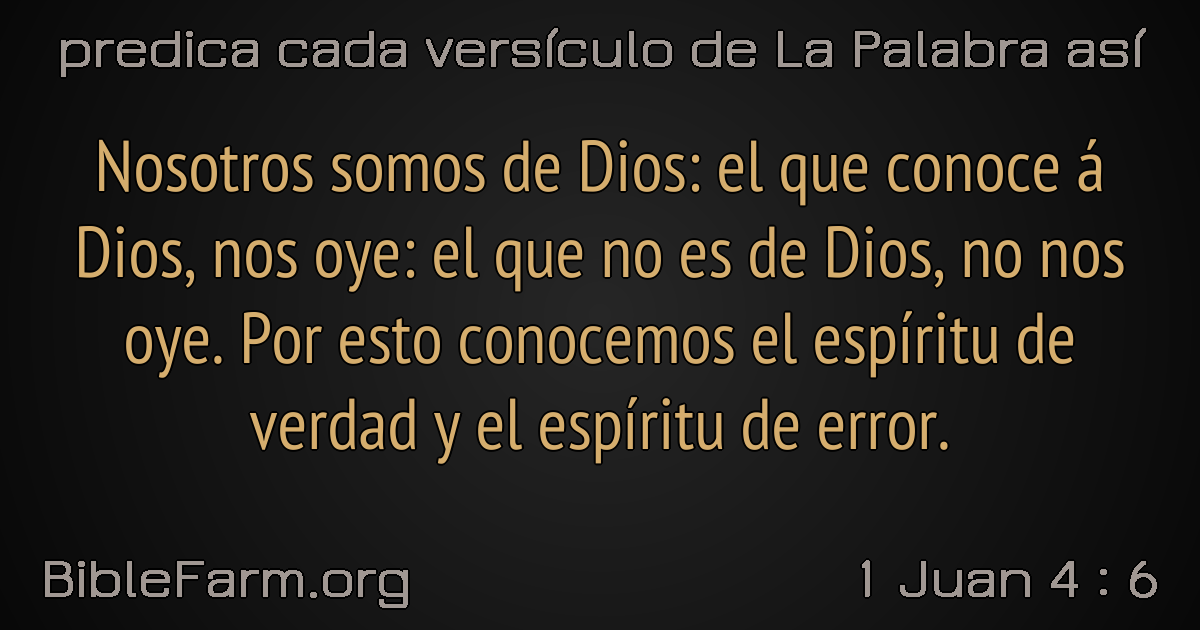 predica cada versículo de La Palabra así
Nosotros somos de Dios: el que conoce á
Dios, nos oye: el que no es de Dios, no nos
oye. Por esto conocemos el espíritu de
verdad y el espíritu de error.
BibleFarm.org
1 Juan 4 : 6